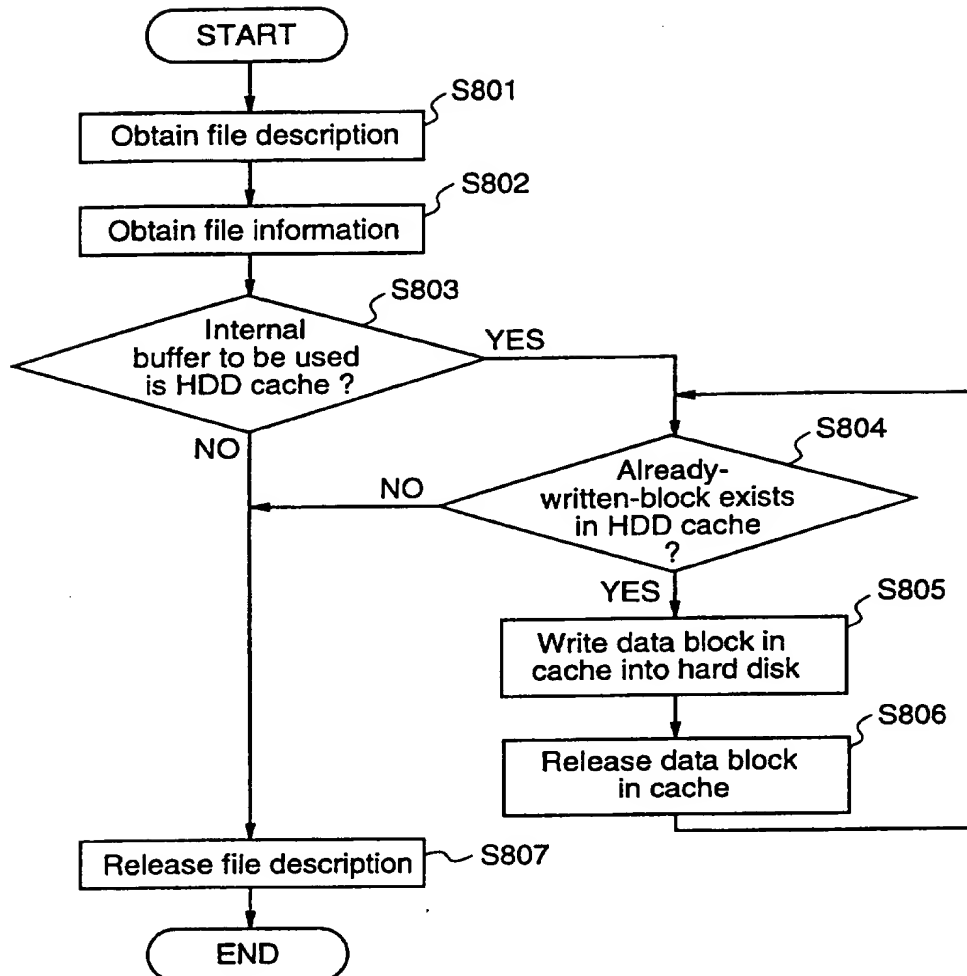 START
S801
Obtain file description
S802
Obtain file information
S803
Internal
buffer to be used
is HDD cache ?
YES
NO
S804
Already-
written-block exists
in HDD cache
?
NO
YES
S805
Write data block in
cache into hard disk
S806
Release data block
in cache
Release file description
S807
END